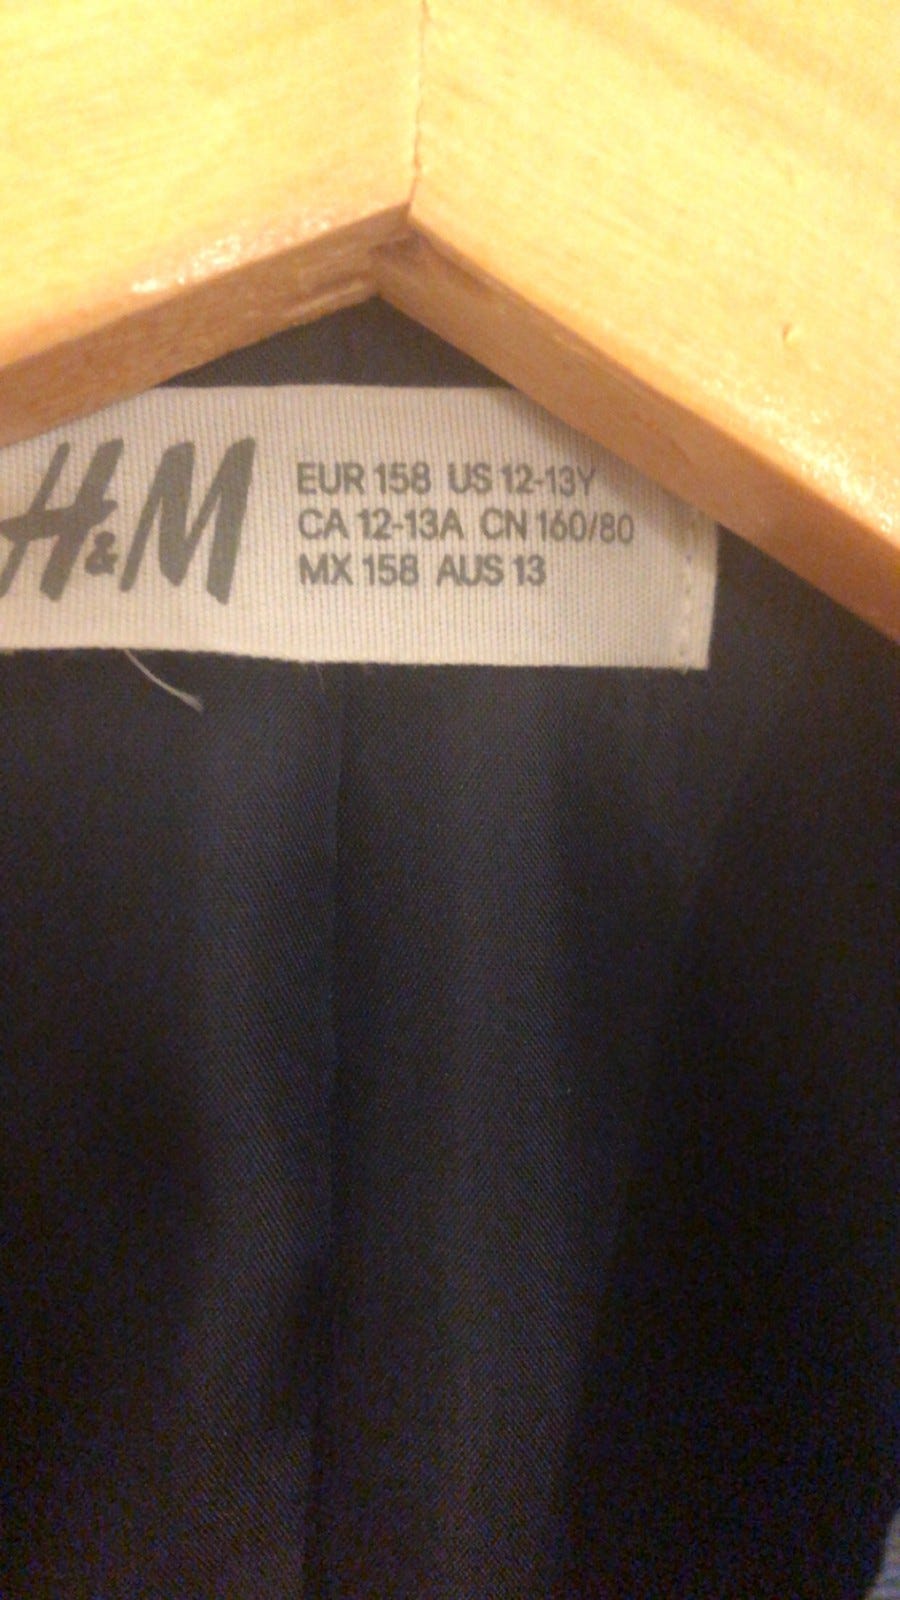 H&M
EUR 158 US 12-13Y
CA 12-13A CN 160/80
MX 158 AUS 13